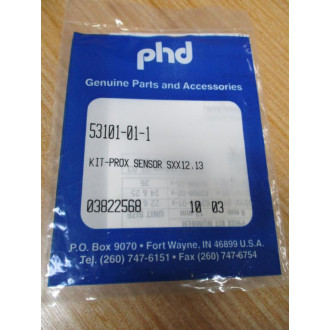 phd
Genuine Parts and Accessories
53101-01-1
KIT-PROX SENSOR SXX12.13
03822568 10 03
P.O. Box 9070 • Fort Wayne, IN 46899 U.S.A.
Tel. (260) 747-6151 • Fax (260) 747-6754